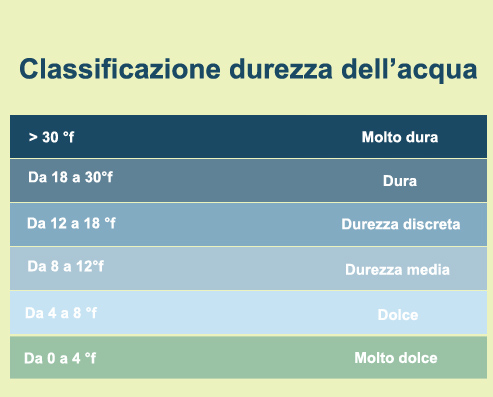 Classificazione durezza dell’acqua
> 30 °f Molto dura
Da 18 a 30°f Dura
Da 12 a 18 °f Durezza discreta
Da 8 a 12°f Durezza media
Da 4 a 8 °f Dolce
Da 0 a 4 °f Molto dolce